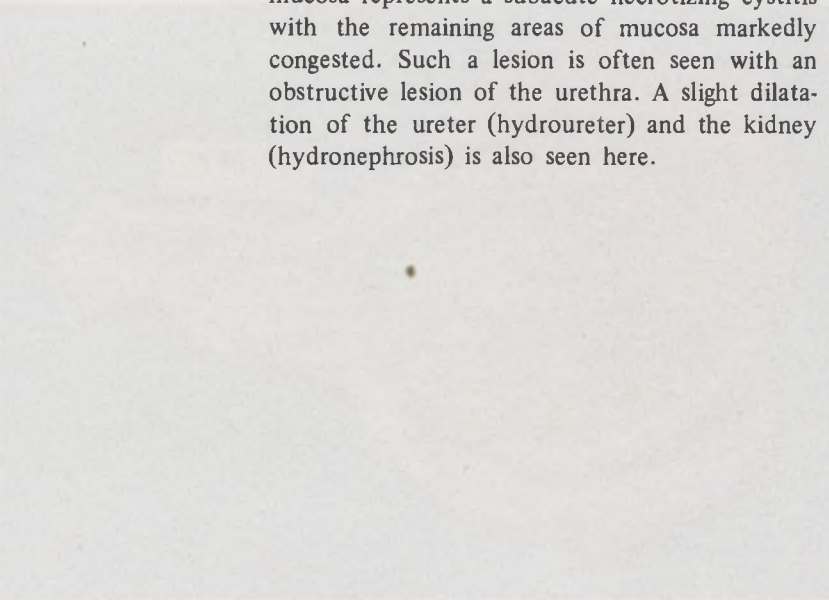 mucosa represents a subacute necrotizing cystitis
with the remaining areas of mucosa markedly
congested. Such a lesion is often seen with an
obstructive lesion of the urethra. A slight dilata-
tion of the ureter (hydroureter) and the kidney
(hydronephrosis) is also seen here.